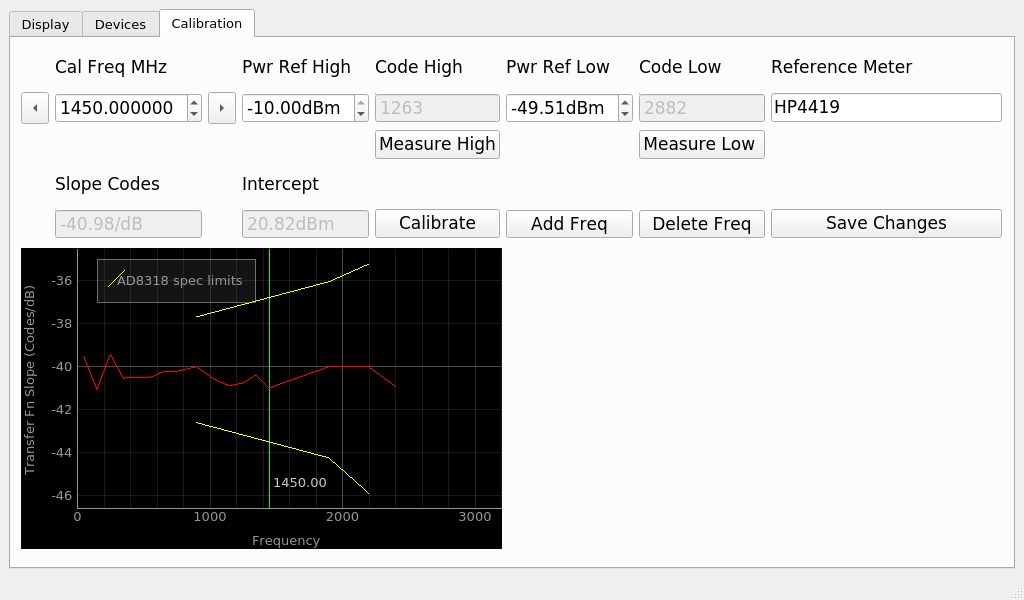 Display Devices Calibration
Cal Freq MHz Pwr Ref High Code High Pwr Ref Low Code Low Reference Meter
1450.000000 -10.00dBm 1263 -49.51dBm 2882 HP4419
Measure High Measure Low
Slope Codes Intercept
-40.98/dB 20.82dBm Calibrate Add Freq Delete Freq Save Changes
AD8318 spec limits
Transfer Fn Slope (Codes/dB)
-36
-38
-40
-42
-44
-46
1450.00
0 1000 2000 3000
Frequency